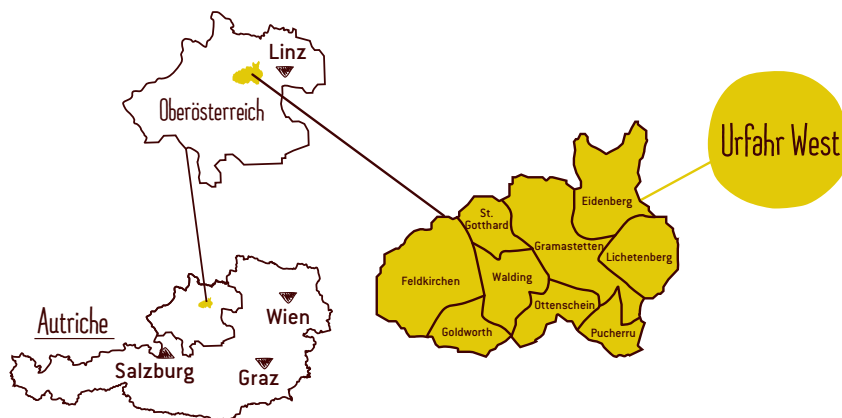 Linz
Oberösterreich
Urfahr West
Eidenberg
St.
Gotthard
Gramastetten
Lichetenberg
Feldkirchen
Walding
Ottenschein
Goldworth
Pucherru
Autriche
Wien
Salzburg
Graz